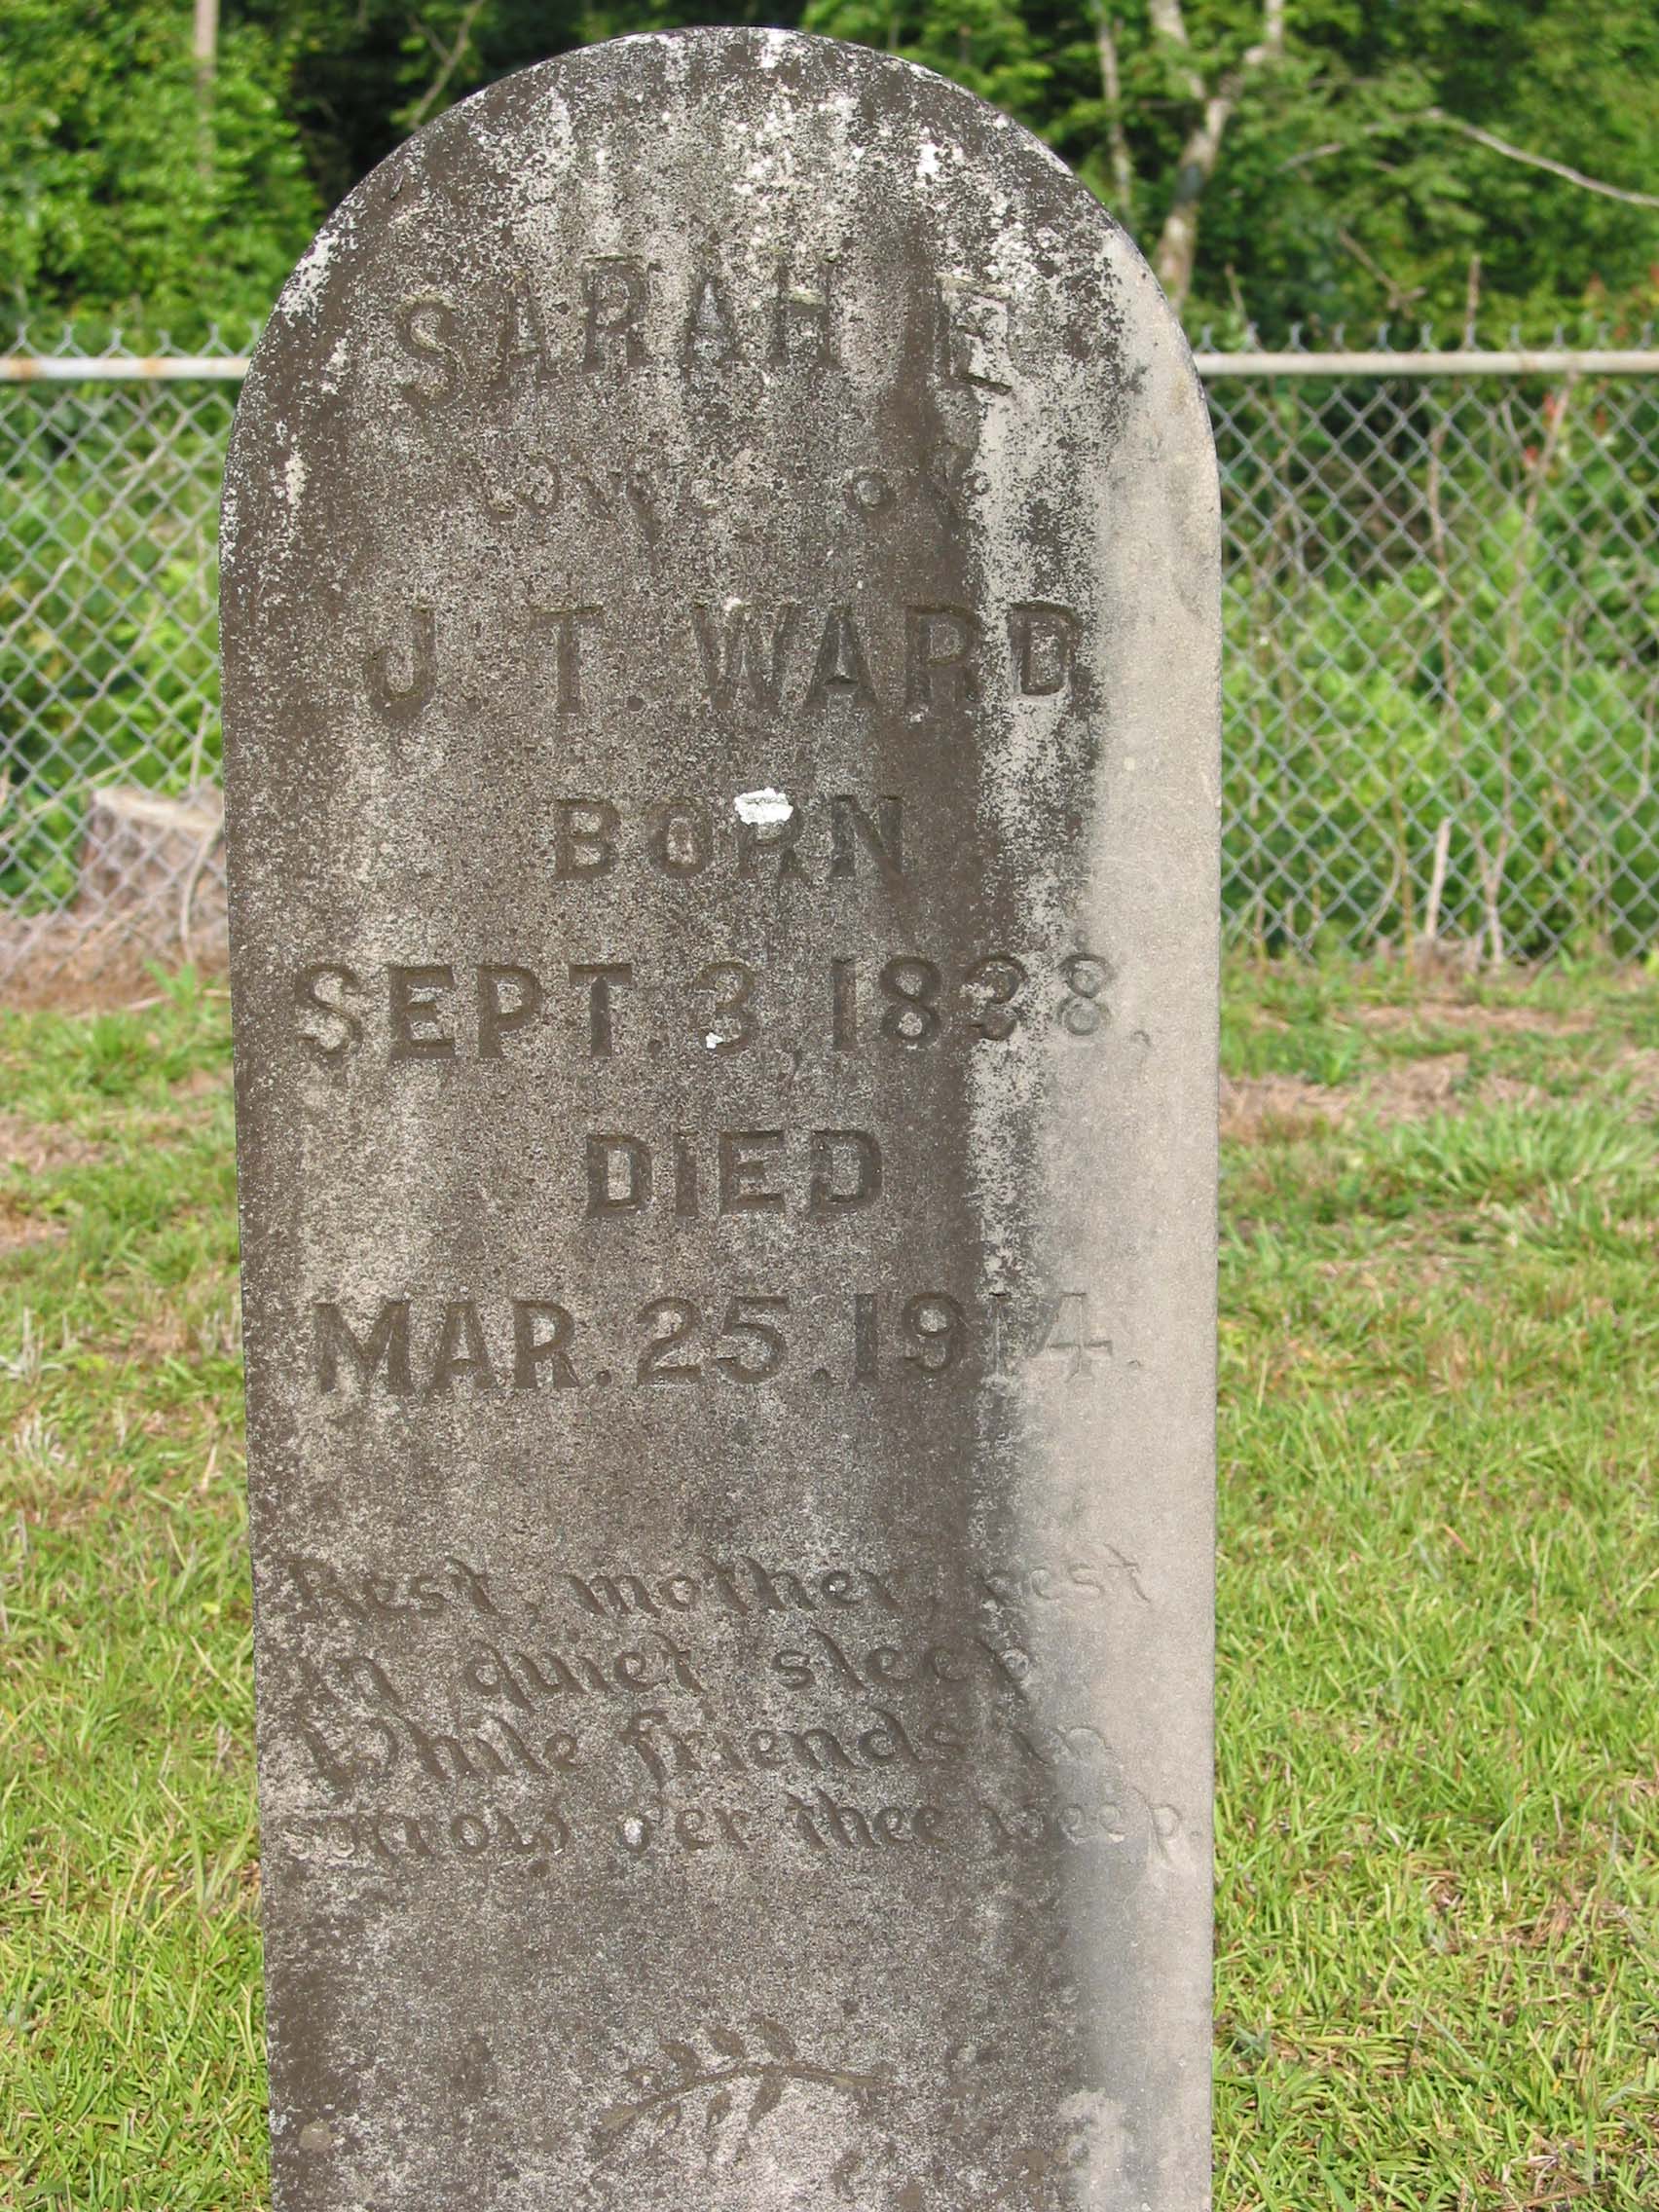 SARAH E
wife of
J. T. WARD
BORN
SEPT. 3, 1838,
DIED
MAR. 25, 1914.
Rest, mother, rest
In quiet sleep
While friends in
sorrow o'er thee weep.